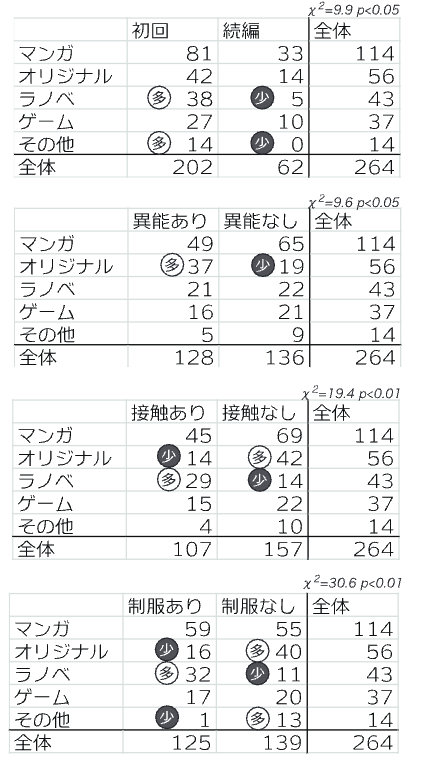 χ²=9.9 p<0.05
初回 続編 全体
マンガ 81 33 114
オリジナル 42 14 56
ラノベ 多 38 少 5 43
ゲーム 27 10 37
その他 多 14 少 0 14
全体 202 62 264
χ²=9.6 p<0.05
異能あり 異能なし 全体
マンガ 49 65 114
オリジナル 多 37 少 19 56
ラノベ 21 22 43
ゲーム 16 21 37
その他 5 9 14
全体 128 136 264
χ²=19.4 p<0.01
接触あり 接触なし 全体
マンガ 45 69 114
オリジナル 少 14 多 42 56
ラノベ 多 29 少 14 43
ゲーム 15 22 37
その他 4 10 14
全体 107 157 264
χ²=30.6 p<0.01
制服あり 制服なし 全体
マンガ 59 55 114
オリジナル 少 16 多 40 56
ラノベ 多 32 少 11 43
ゲーム 17 20 37
その他 少 1 多 13 14
全体 125 139 264